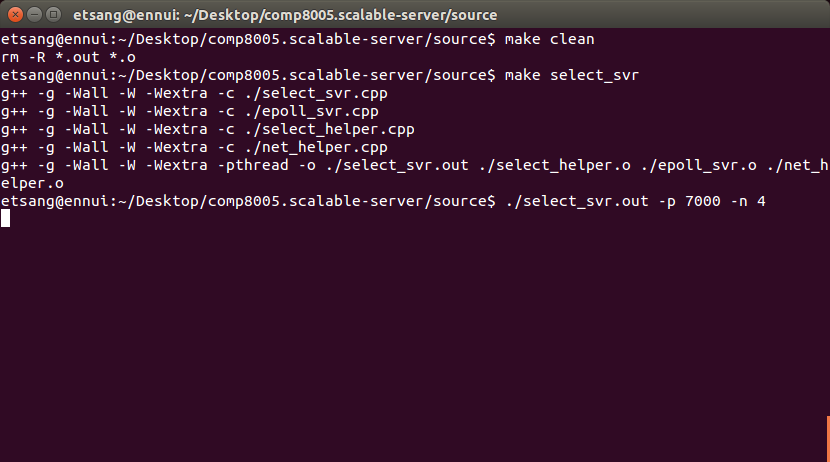 etsang@ennui: ~/Desktop/comp8005.scalable-server/source
etsang@ennui:~/Desktop/comp8005.scalable-server/source$ make clean
rm -R *.out *.o
etsang@ennui:~/Desktop/comp8005.scalable-server/source$ make select_svr
g++ -g -Wall -W -Wextra -c ./select_svr.cpp
g++ -g -Wall -W -Wextra -c ./epoll_svr.cpp
g++ -g -Wall -W -Wextra -c ./select_helper.cpp
g++ -g -Wall -W -Wextra -c ./net_helper.cpp
g++ -g -Wall -W -Wextra -pthread -o ./select_svr.out ./select_helper.o ./epoll_svr.o ./net_h
elper.o
etsang@ennui:~/Desktop/comp8005.scalable-server/source$ ./select_svr.out -p 7000 -n 4